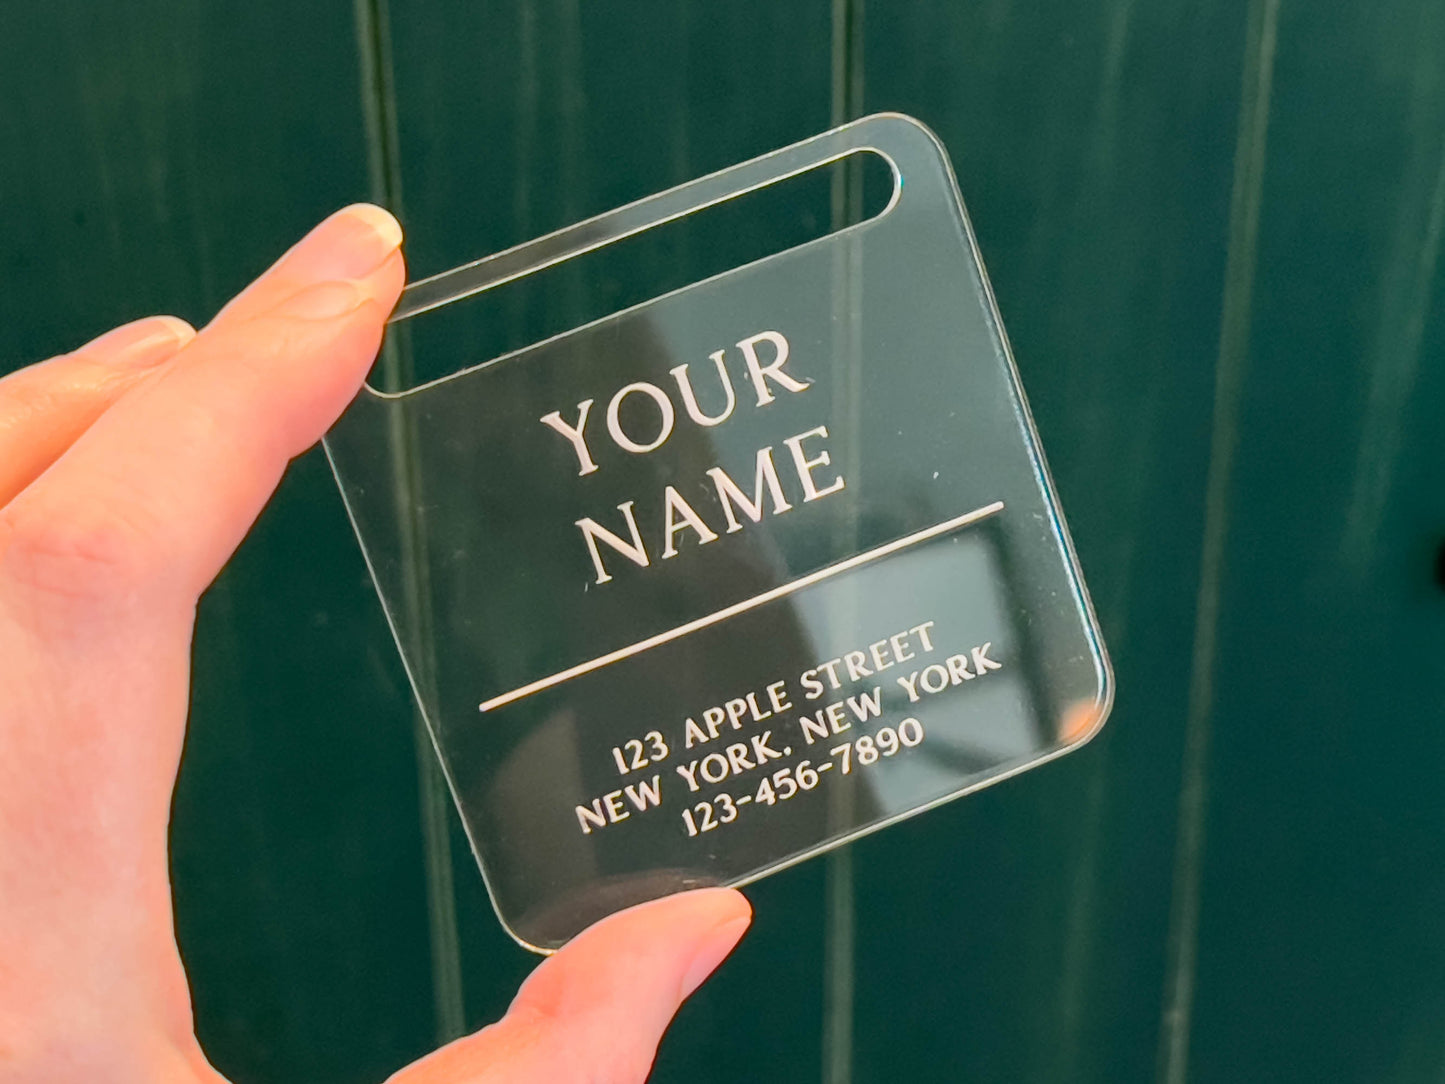 YOUR
NAME
123 APPLE STREET
NEW YORK, NEW YORK
123-456-7890